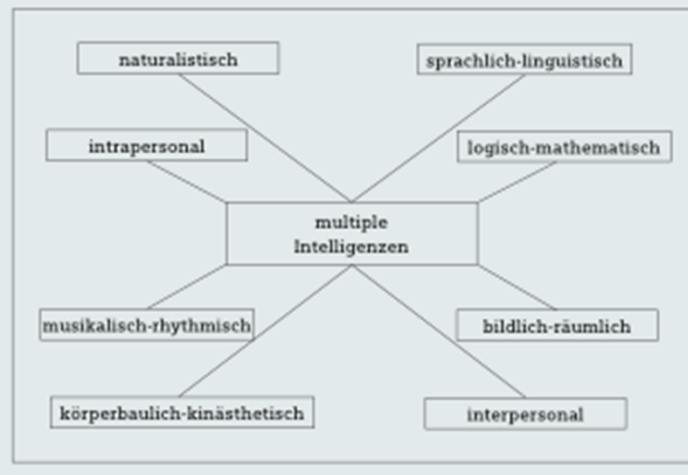 naturalistisch
sprachlich-linguistisch
intrapersonal
logisch-mathematisch
multiple
Intelligenzen
musikalisch-rhythmisch
bildlich-räumlich
körperbaulich-kinästhetisch
interpersonal